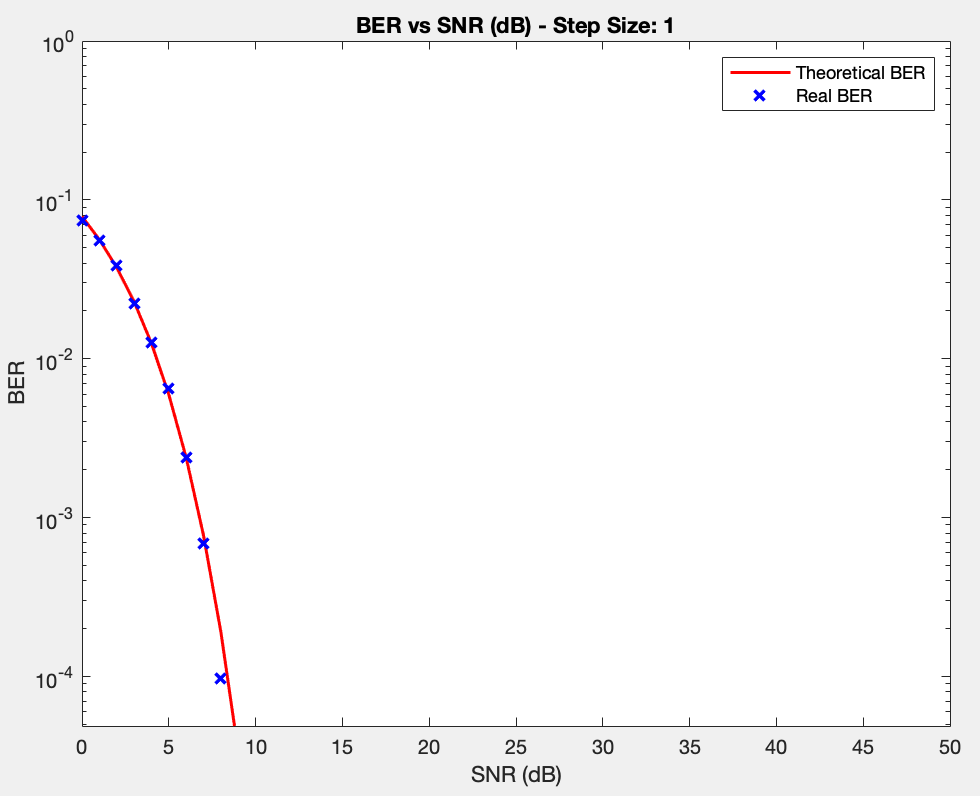 BER vs SNR (dB) - Step Size: 1
Theoretical BER
Real BER
10^0
10^-1
10^-2
10^-3
10^-4
BER
0 5 10 15 20 25 30 35 40 45 50
SNR (dB)